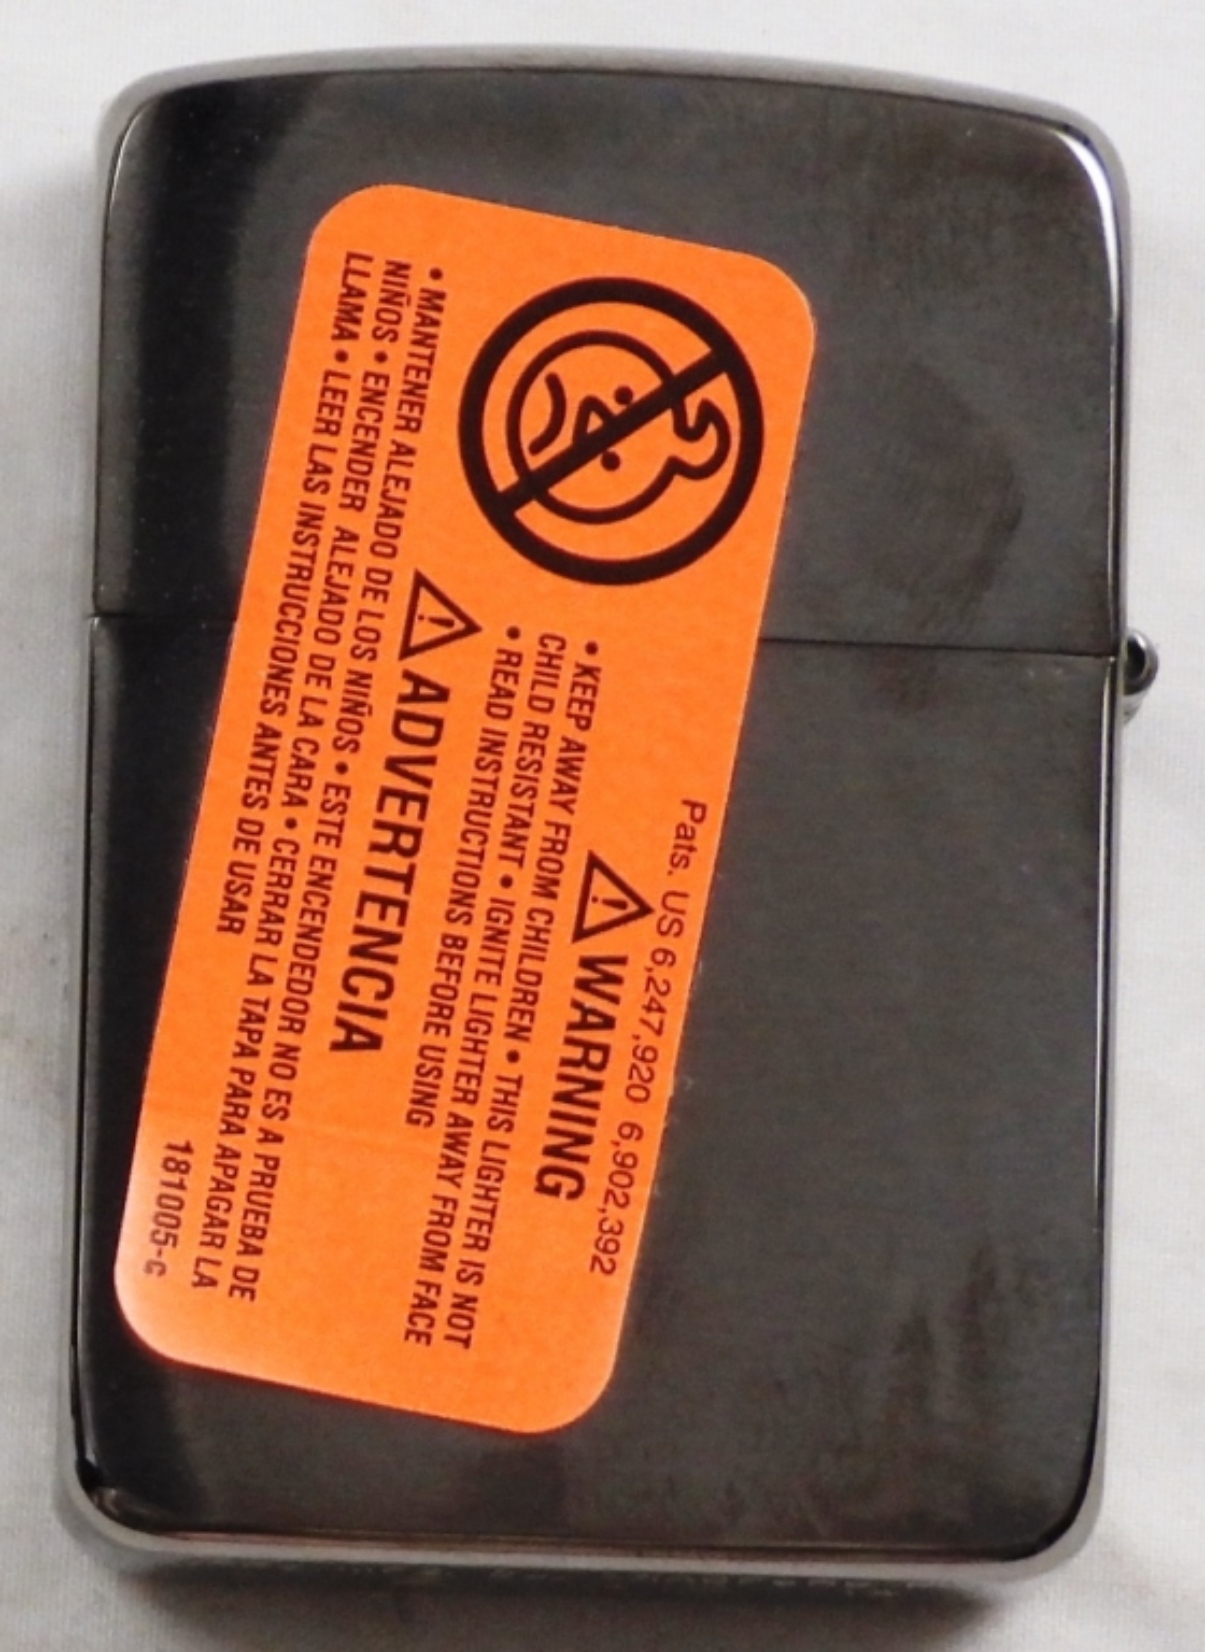 Pats. US 6,247,920 6,902,392
⚠ WARNING
• KEEP AWAY FROM CHILDREN • THIS LIGHTER IS NOT
CHILD RESISTANT • IGNITE LIGHTER AWAY FROM FACE
• READ INSTRUCTIONS BEFORE USING
⚠ ADVERTENCIA
• MANTENER ALEJADO DE LOS NIÑOS • ESTE ENCENDEDOR NO ES A PRUEBA DE
NIÑOS • ENCENDER ALEJADO DE LA CARA • CERRAR LA TAPA PARA APAGAR LA
LLAMA • LEER LAS INSTRUCCIONES ANTES DE USAR
181005-G